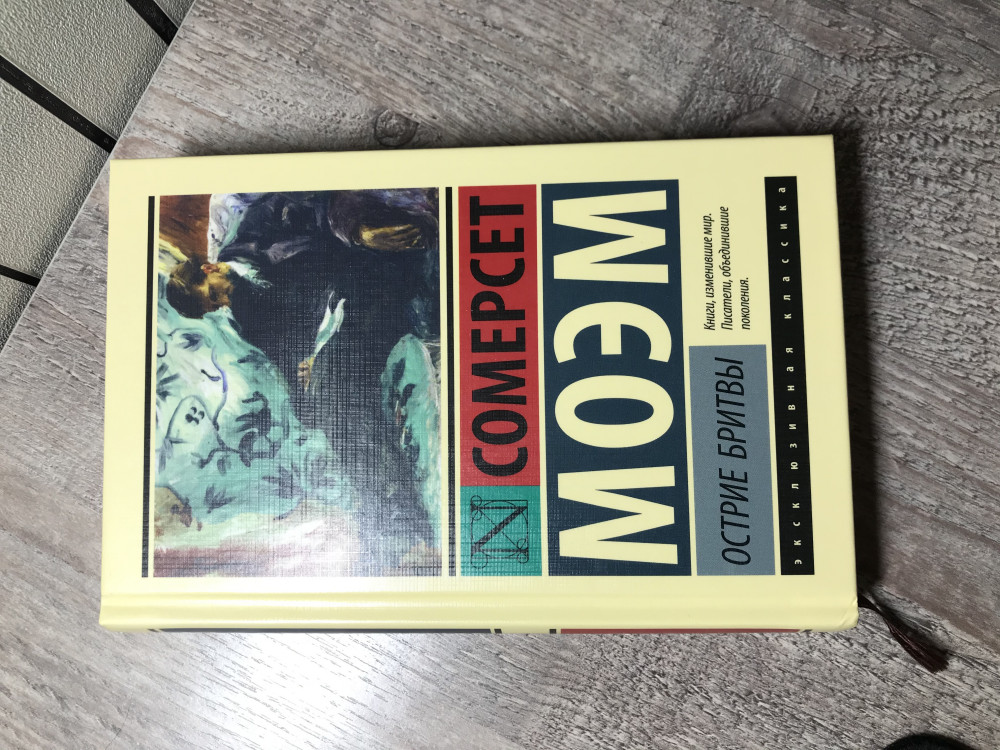 СОМЕРСЕТ
МОЭМ
ОСТРИЕ БРИТВЫ
Книги, изменившие мир.
Писатели, объединившие
поколения.
эксклюзивная классика